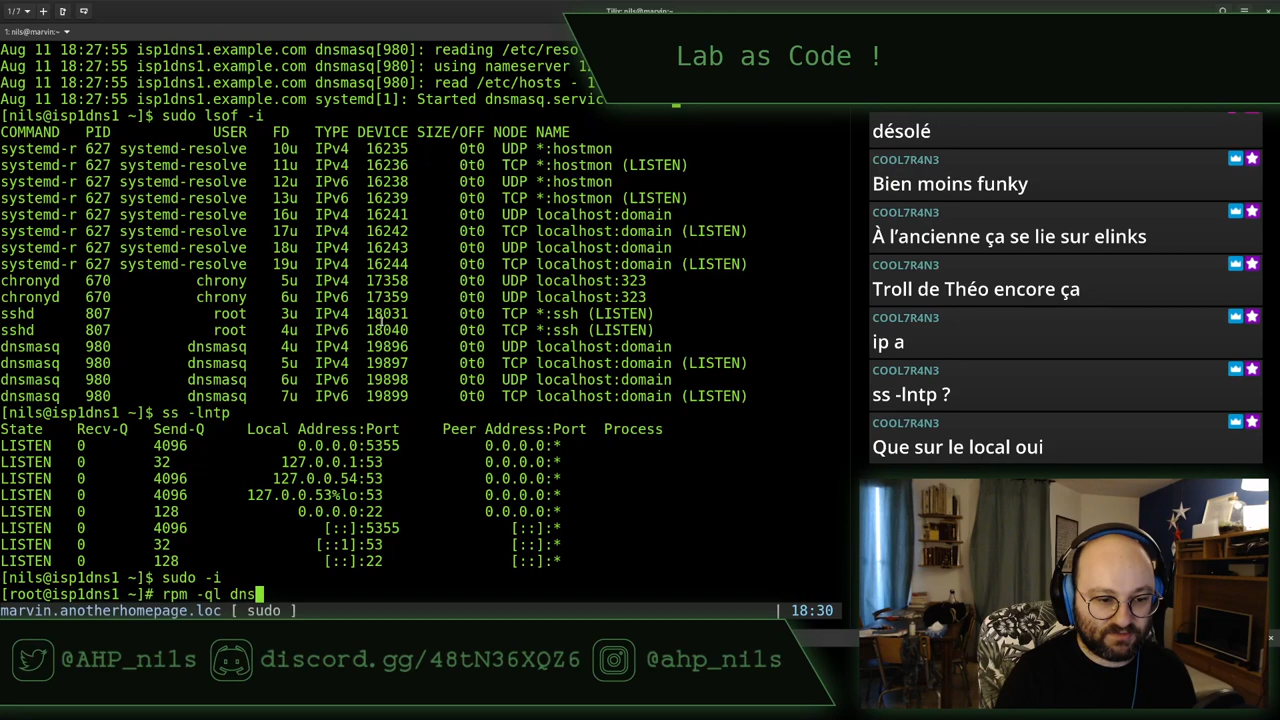 1/7
Tilix: nils@marvin:~
1: nils@marvin:~
Lab as Code !
Aug 11 18:27:55 isp1dns1.example.com dnsmasq[980]: reading /etc/reso
Aug 11 18:27:55 isp1dns1.example.com dnsmasq[980]: using nameserver 1
Aug 11 18:27:55 isp1dns1.example.com dnsmasq[980]: read /etc/hosts - 1
Aug 11 18:27:55 isp1dns1.example.com systemd[1]: Started dnsmasq.servic
[nils@isp1dns1 ~]$ sudo lsof -i
COMMAND PID USER FD TYPE DEVICE SIZE/OFF NODE NAME
systemd-r 627 systemd-resolve 10u IPv4 16235 0t0 UDP *:hostmon
systemd-r 627 systemd-resolve 11u IPv4 16236 0t0 TCP *:hostmon (LISTEN)
systemd-r 627 systemd-resolve 12u IPv6 16238 0t0 UDP *:hostmon
systemd-r 627 systemd-resolve 13u IPv6 16239 0t0 TCP *:hostmon (LISTEN)
systemd-r 627 systemd-resolve 16u IPv4 16241 0t0 UDP localhost:domain
systemd-r 627 systemd-resolve 17u IPv4 16242 0t0 TCP localhost:domain (LISTEN)
systemd-r 627 systemd-resolve 18u IPv4 16243 0t0 UDP localhost:domain
systemd-r 627 systemd-resolve 19u IPv4 16244 0t0 TCP localhost:domain (LISTEN)
chronyd 670 chrony 5u IPv4 17358 0t0 UDP localhost:323
chronyd 670 chrony 6u IPv6 17359 0t0 UDP localhost:323
sshd 807 root 3u IPv4 18031 0t0 TCP *:ssh (LISTEN)
sshd 807 root 4u IPv6 18040 0t0 TCP *:ssh (LISTEN)
dnsmasq 980 dnsmasq 4u IPv4 19896 0t0 UDP localhost:domain
dnsmasq 980 dnsmasq 5u IPv4 19897 0t0 TCP localhost:domain (LISTEN)
dnsmasq 980 dnsmasq 6u IPv6 19898 0t0 UDP localhost:domain
dnsmasq 980 dnsmasq 7u IPv6 19899 0t0 TCP localhost:domain (LISTEN)
[nils@isp1dns1 ~]$ ss -lntp
State Recv-Q Send-Q Local Address:Port Peer Address:Port Process
LISTEN 0 4096 0.0.0.0:5355 0.0.0.0:*
LISTEN 0 32 127.0.0.1:53 0.0.0.0:*
LISTEN 0 4096 127.0.0.54:53 0.0.0.0:*
LISTEN 0 4096 127.0.0.53%lo:53 0.0.0.0:*
LISTEN 0 128 0.0.0.0:22 0.0.0.0:*
LISTEN 0 4096 [::]:5355 [::]:*
LISTEN 0 32 [::1]:53 [::]:*
LISTEN 0 128 [::]:22 [::]:*
[nils@isp1dns1 ~]$ sudo -i
[root@isp1dns1 ~]# rpm -ql dns
marvin.anotherhomepage.loc [ sudo ] | 18:30
désolé
COOL7R4N3
Bien moins funky
COOL7R4N3
À l’ancienne ça se lie sur elinks
COOL7R4N3
Troll de Théo encore ça
COOL7R4N3
ip a
COOL7R4N3
ss -lntp ?
COOL7R4N3
Que sur le local oui
@AHP_nils discord.gg/48tN36XQZ6 @ahp_nils